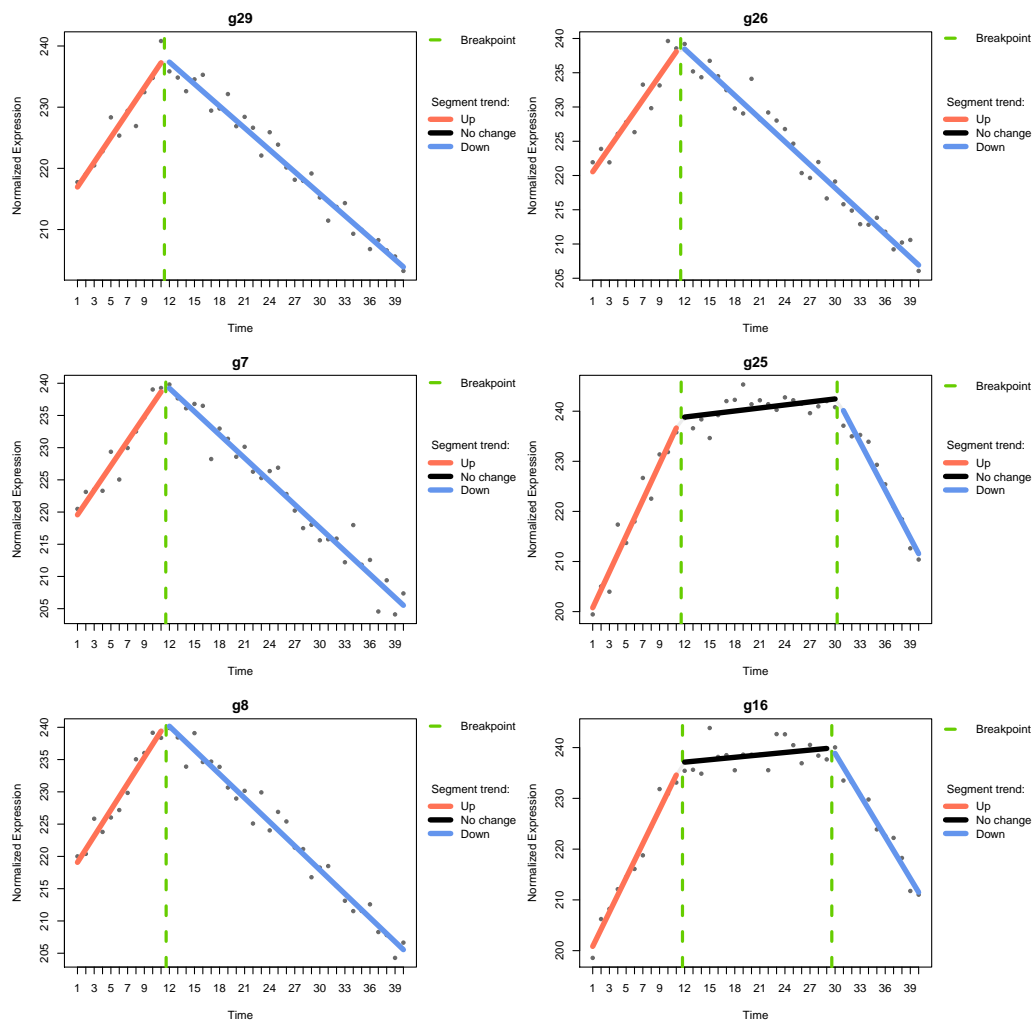 g29
Normalized Expression
240
230
220
210
1 3 5 7 9 12 15 18 21 24 27 30 33 36 39
Time
Breakpoint
Segment trend:
Up
No change
Down
g26
Normalized Expression
240
235
230
225
220
215
210
205
1 3 5 7 9 12 15 18 21 24 27 30 33 36 39
Time
Breakpoint
Segment trend:
Up
No change
Down
g7
Normalized Expression
240
235
230
225
220
215
210
205
1 3 5 7 9 12 15 18 21 24 27 30 33 36 39
Time
Breakpoint
Segment trend:
Up
No change
Down
g25
Normalized Expression
240
230
220
210
200
1 3 5 7 9 12 15 18 21 24 27 30 33 36 39
Time
Breakpoint
Segment trend:
Up
No change
Down
g8
Normalized Expression
240
235
230
225
220
215
210
205
1 3 5 7 9 12 15 18 21 24 27 30 33 36 39
Time
Breakpoint
Segment trend:
Up
No change
Down
g16
Normalized Expression
240
230
220
210
200
1 3 5 7 9 12 15 18 21 24 27 30 33 36 39
Time
Breakpoint
Segment trend:
Up
No change
Down